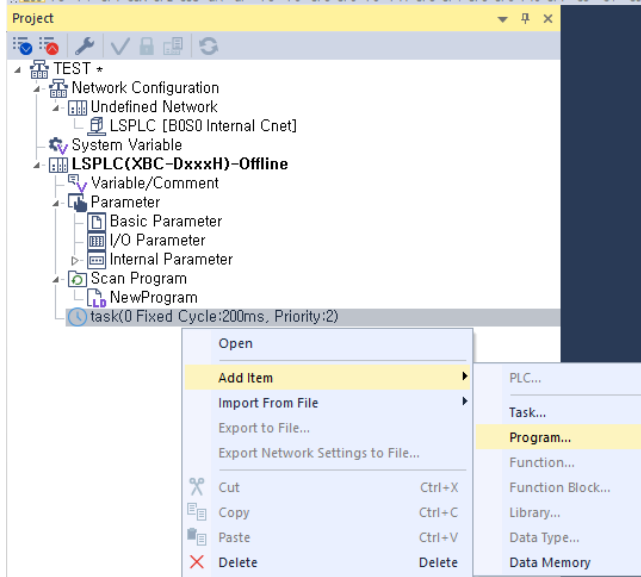 Project
TEST *
Network Configuration
Undefined Network
LSPLC [B0S0 Internal Cnet]
System Variable
LSPLC(XBC-DxxxH)-Offline
Variable/Comment
Parameter
Basic Parameter
I/O Parameter
Internal Parameter
Scan Program
NewProgram
task(0 Fixed Cycle:200ms, Priority:2)
Open
Add Item
Import From File
Export to File...
Export Network Settings to File...
Cut Ctrl+X
Copy Ctrl+C
Paste Ctrl+V
Delete Delete
PLC...
Task...
Program...
Function...
Function Block...
Library...
Data Type...
Data Memory